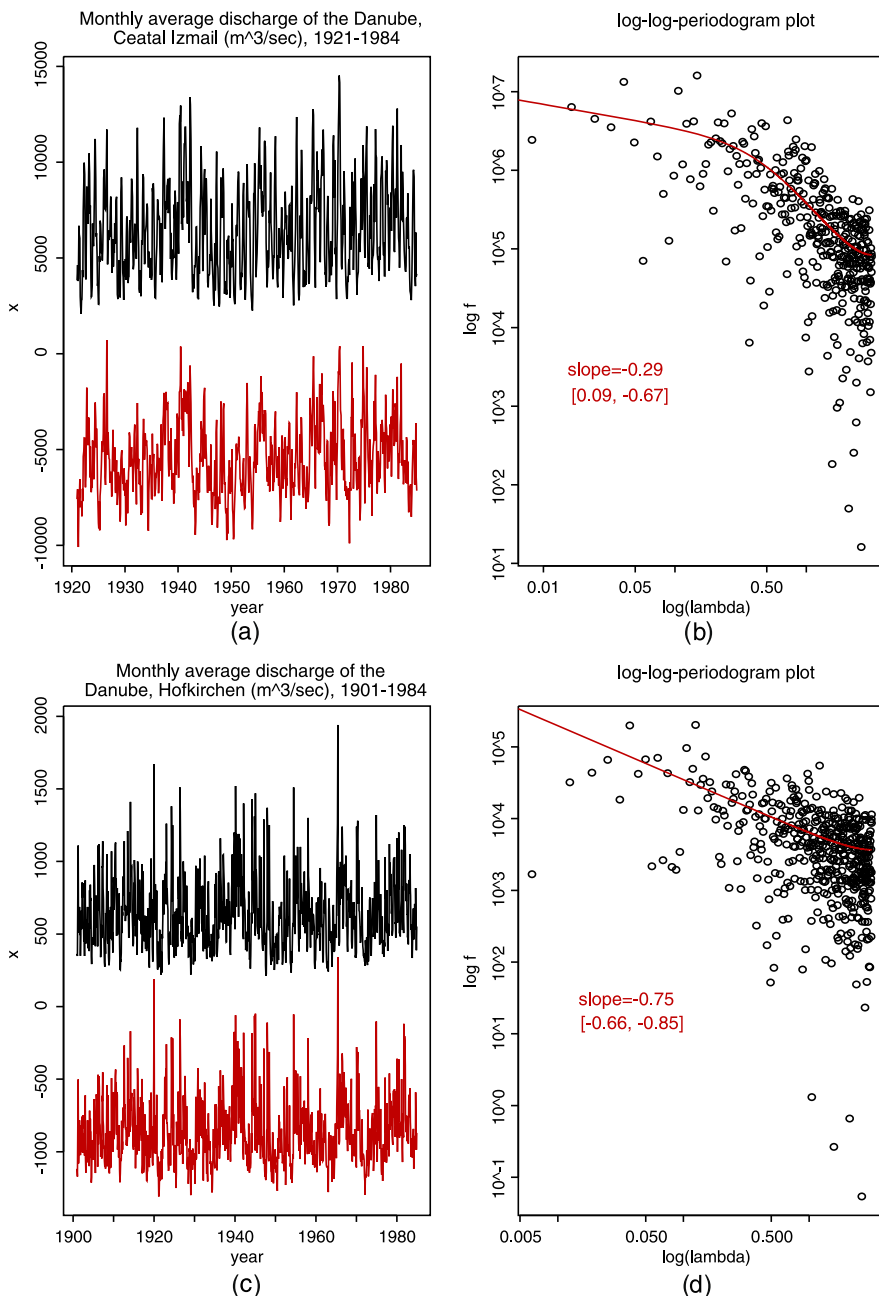 Monthly average discharge of the Danube,
Ceatal Izmail (m^3/sec), 1921-1984
15000
10000
5000
0
-5000
-10000
x
1920 1930 1940 1950 1960 1970 1980
year
(a)
log-log-periodogram plot
10^7
10^6
10^5
10^4
10^3
10^2
10^1
log f
slope=-0.29
[0.09, -0.67]
0.01 0.05 0.50
log(lambda)
(b)
Monthly average discharge of the
Danube, Hofkirchen (m^3/sec), 1901-1984
2000
1500
1000
500
0
-500
-1000
x
1900 1920 1940 1960 1980
year
(c)
log-log-periodogram plot
10^5
10^4
10^3
10^2
10^1
10^0
10^-1
log f
slope=-0.75
[-0.66, -0.85]
0.005 0.050 0.500
log(lambda)
(d)